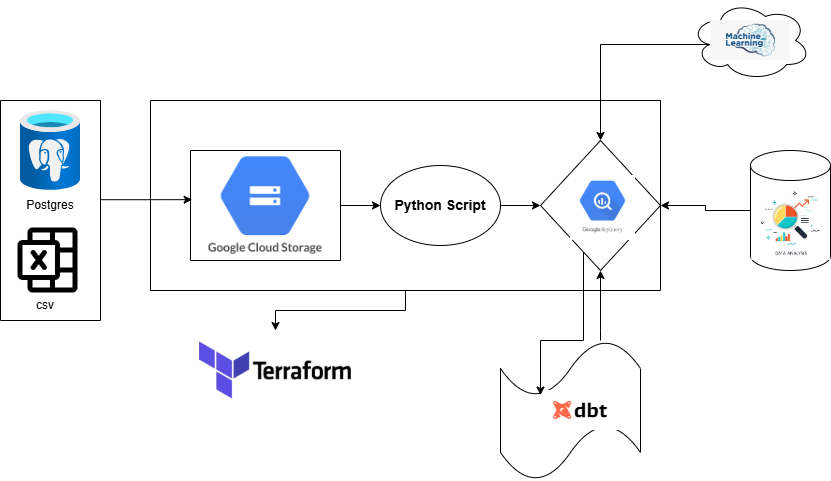 Machine
Learning
Postgres
Google Cloud Storage
Python Script
Google BigQuery
DATA ANALYSIS
csv
X
Terraform
dbt